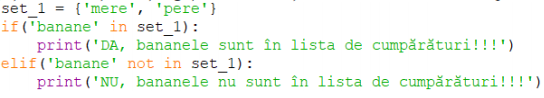 set_1 = {'mere', 'pere'}
if('banane' in set_1):
    print('DA, bananele sunt în lista de cumpărături!!!')
elif('banane' not in set_1):
    print('NU, bananele nu sunt în lista de cumpărături!!!')